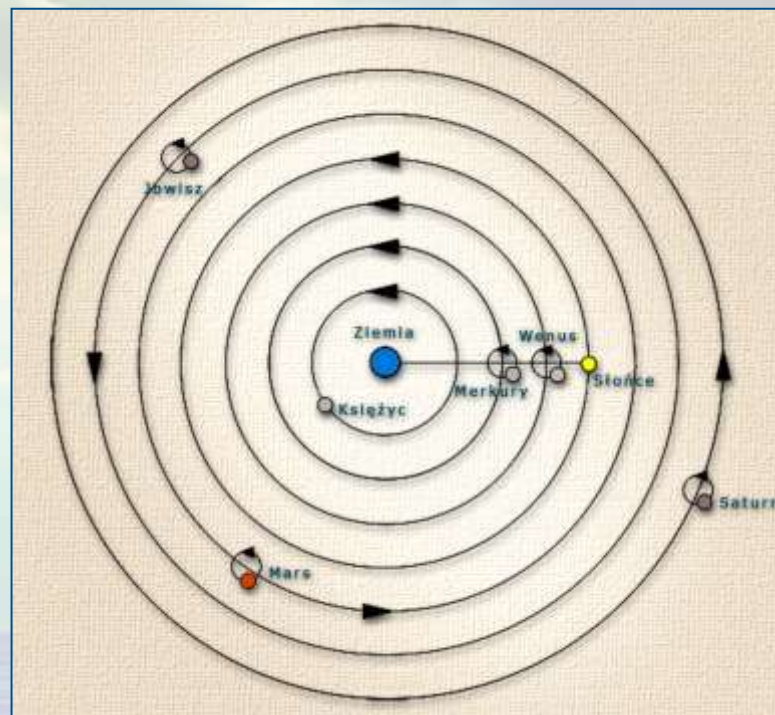 Jowisz
Ziemia
Wenus
Merkury
Słońce
Księżyc
Saturn
Mars